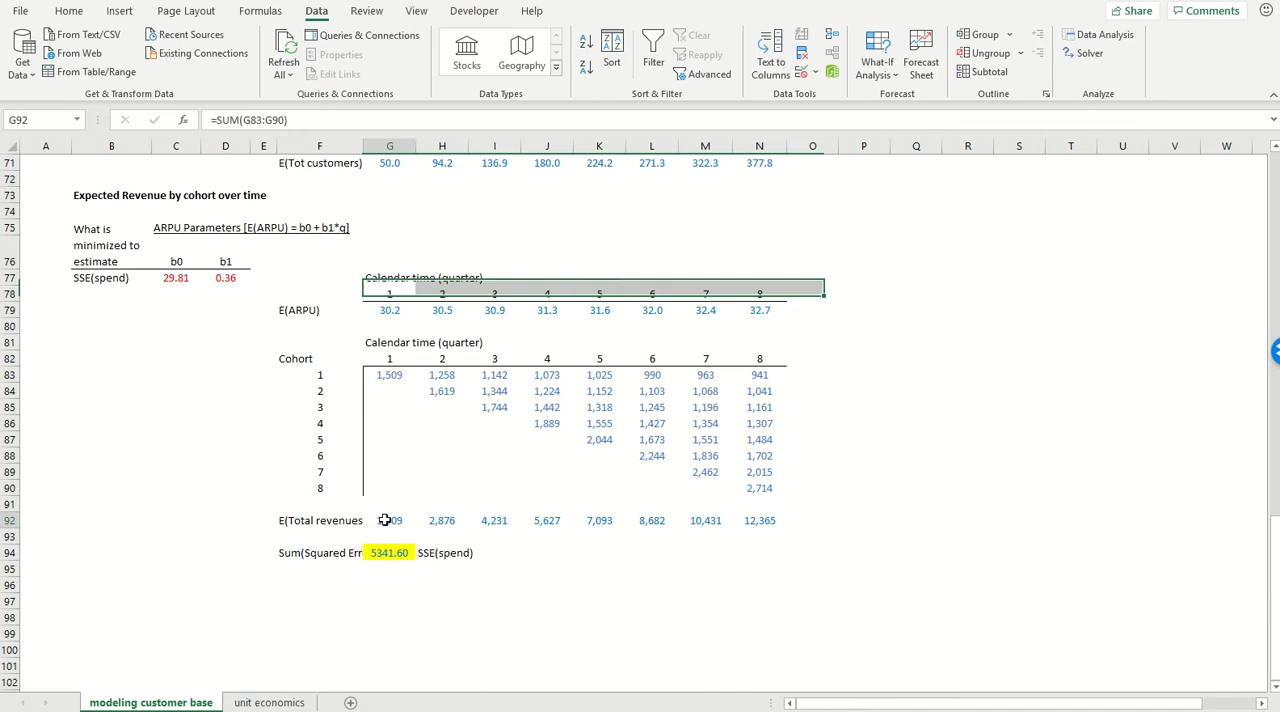 File Home Insert Page Layout Formulas Data Review View Developer Help Share Comments
From Text/CSV Recent Sources Queries & Connections Clear Group Data Analysis
From Web Existing Connections Properties Reapply Ungroup Solver
Get Data From Table/Range Refresh All Edit Links Stocks Geography Sort Filter Advanced Text to Columns What-If Analysis Forecast Sheet Subtotal
Get & Transform Data Queries & Connections Data Types Sort & Filter Data Tools Forecast Outline Analyze
G92 fx =SUM(G83:G90)
A B C D E F G H I J K L M N O P Q R S T U V W
71 E(Tot customers) 50.0 94.2 136.9 180.0 224.2 271.3 322.3 377.8
72
73 Expected Revenue by cohort over time
74
75 What is ARPU Parameters [E(ARPU) = b0 + b1*q]
minimized to
76 estimate b0 b1
77 SSE(spend) 29.81 0.36 Calendar time (quarter)
78 1 2 3 4 5 6 7 8
79 E(ARPU) 30.2 30.5 30.9 31.3 31.6 32.0 32.4 32.7
80
81 Calendar time (quarter)
82 Cohort 1 2 3 4 5 6 7 8
83 1 1,509 1,258 1,142 1,073 1,025 990 963 941
84 2 1,619 1,344 1,224 1,152 1,103 1,068 1,041
85 3 1,744 1,442 1,318 1,245 1,196 1,161
86 4 1,889 1,555 1,427 1,354 1,307
87 5 2,044 1,673 1,551 1,484
88 6 2,244 1,836 1,702
89 7 2,462 2,015
90 8 2,714
91
92 E(Total revenues 2,876 4,231 5,627 7,093 8,682 10,431 12,365
93
94 Sum(Squared Err 5341.60 SSE(spend)
95
96
97
98
99
100
101
102
modeling customer base unit economics